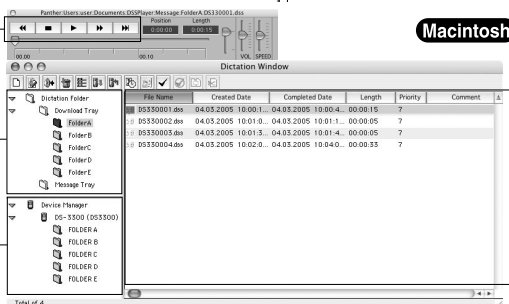 Panther:Users:user:Documents:DSSPlayer:Message:FolderA:DS330001.dss
Position Length
0:00:00 0:00:15
00.00 00.10
VOL SPEED
Macintosh
Dictation Window
File Name Created Date Completed Date Length Priority Comment
DS330001.dss 04.03.2005 10:00:1... 04.03.2005 10:00:4... 00:00:15 7
DS330002.dss 04.03.2005 10:01:0... 04.03.2005 10:01:1... 00:00:05 7
DS330003.dss 04.03.2005 10:01:3... 04.03.2005 10:01:4... 00:00:05 7
DS330004.dss 04.03.2005 10:02:0... 04.03.2005 10:04:0... 00:00:33 7
Dictation Folder
Download Tray
FolderA
FolderB
FolderC
FolderD
FolderE
Message Tray
Device Manager
DS-3300 (DS3300)
FOLDER A
FOLDER B
FOLDER C
FOLDER D
FOLDER E
Total of 4